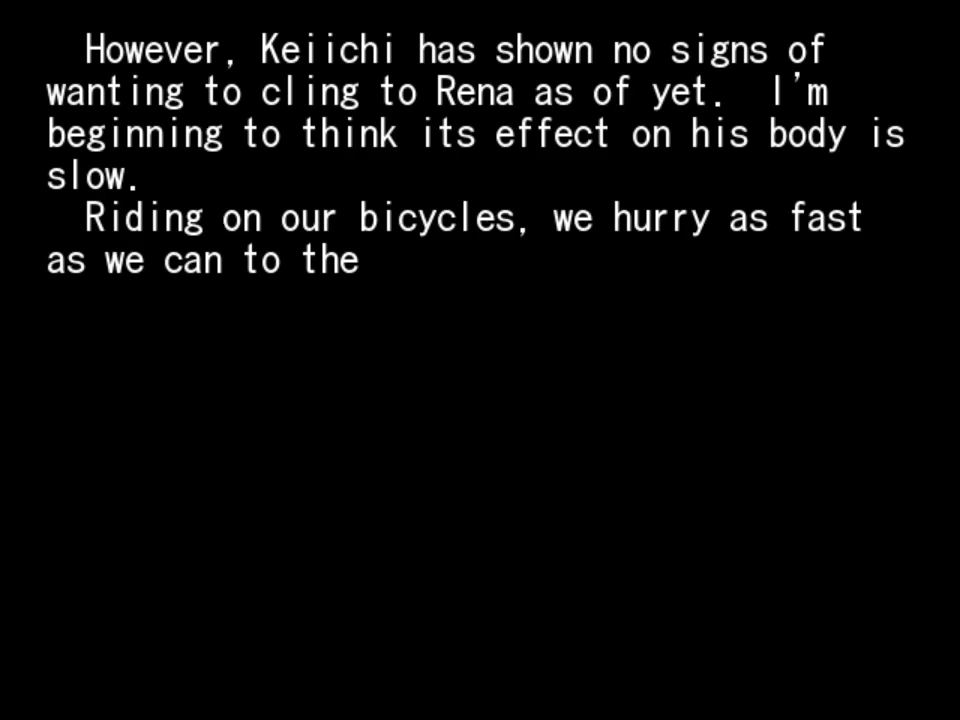 However, Keiichi has shown no signs of
wanting to cling to Rena as of yet.  I'm
beginning to think its effect on his body is
slow.
Riding on our bicycles, we hurry as fast
as we can to the